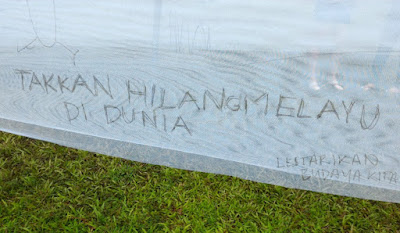 TAKKAN HILANG MELAYU
DI DUNIA
LESTARIKAN
BUDAYA KITA